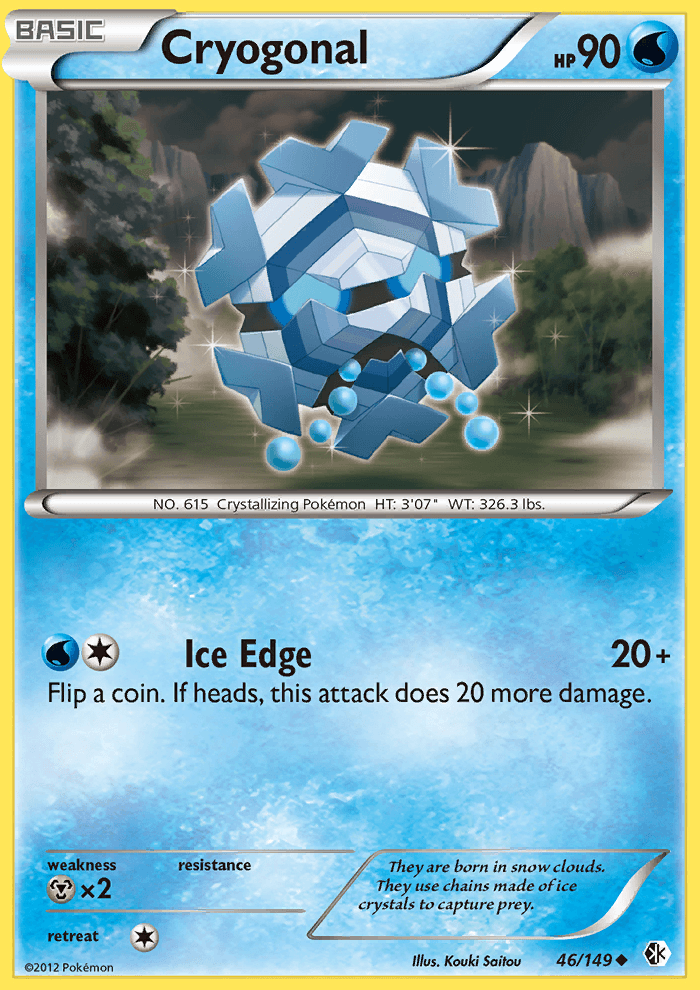 BASIC
Cryogonal
HP 90
NO. 615 Crystallizing Pokémon HT: 3'07" WT: 326.3 lbs.
Ice Edge 20+
Flip a coin. If heads, this attack does 20 more damage.
weakness resistance
×2
retreat
They are born in snow clouds.
They use chains made of ice
crystals to capture prey.
©2012 Pokémon
Illus. Kouki Saitou 46/149